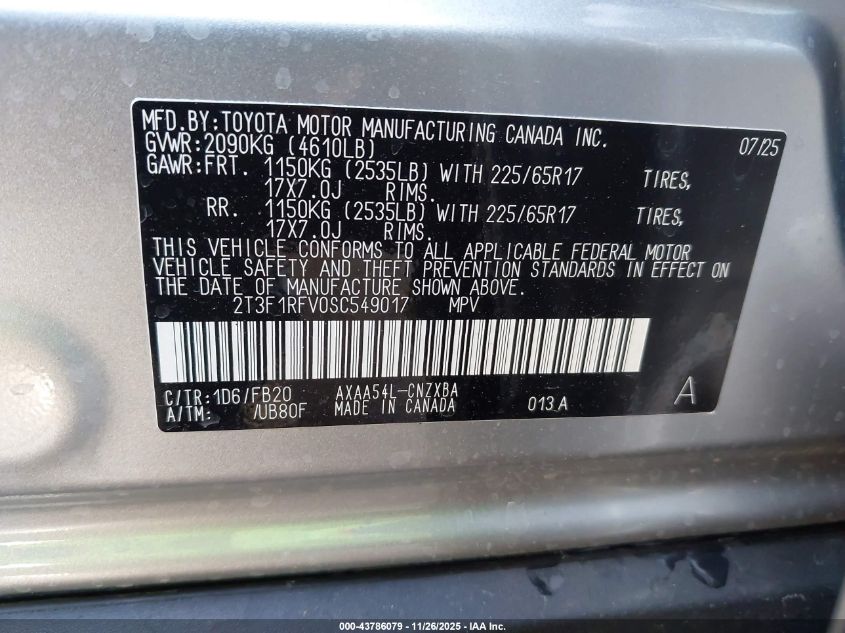 MFD.BY:TOYOTA MOTOR MANUFACTURING CANADA INC. 07/25
GVWR:2090KG (4610LB)
GAWR:FRT. 1150KG (2535LB) WITH 225/65R17 TIRES,
17X7.0J RIMS.
RR. 1150KG (2535LB) WITH 225/65R17 TIRES,
17X7.0J RIMS.
THIS VEHICLE CONFORMS TO ALL APPLICABLE FEDERAL MOTOR
VEHICLE SAFETY AND THEFT PREVENTION STANDARDS IN EFFECT ON
THE DATE OF MANUFACTURE SHOWN ABOVE.
2T3F1RFV0SC549017 MPV
C/TR:1D6/FB20 AXAA54L-CNZXBA
A/TM: /UB80F MADE IN CANADA 013 A A
000-43786079 - 11/26/2025 - IAA Inc.